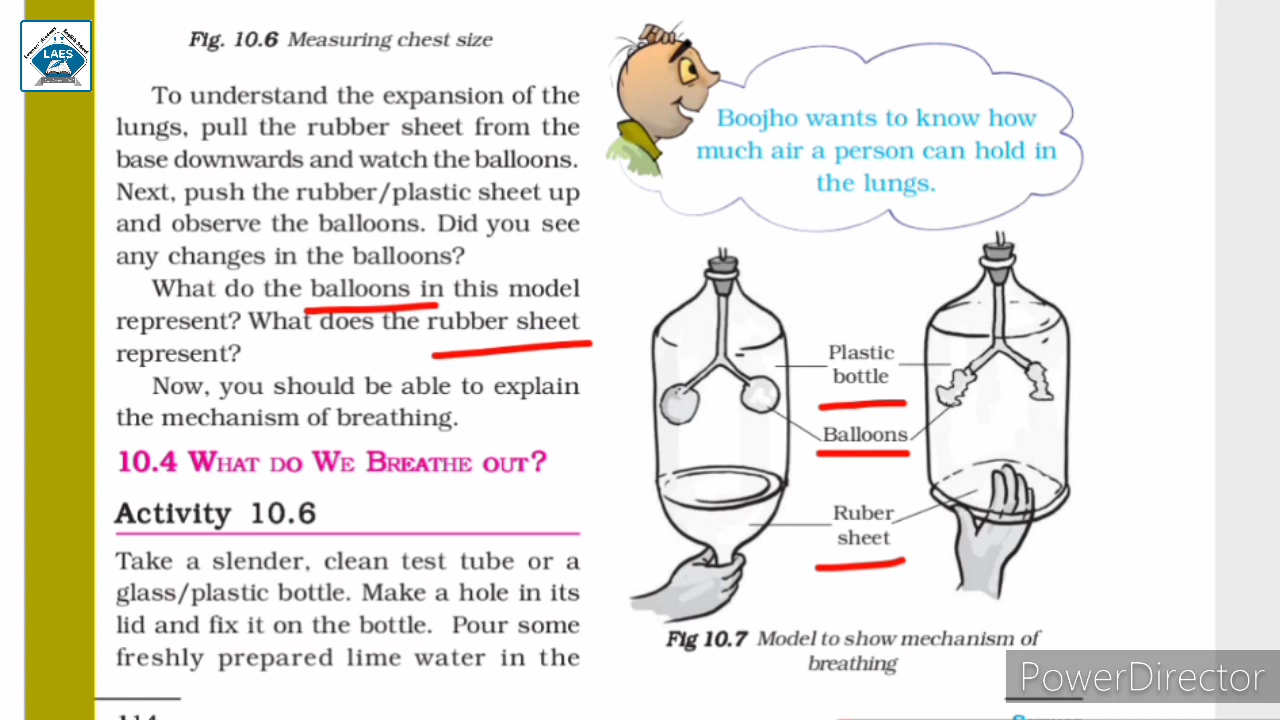 LAES
Fig. 10.6 Measuring chest size
To understand the expansion of the
lungs, pull the rubber sheet from the
base downwards and watch the balloons.
Next, push the rubber/plastic sheet up
and observe the balloons. Did you see
any changes in the balloons?
What do the balloons in this model
represent? What does the rubber sheet
represent?
Now, you should be able to explain
the mechanism of breathing.
10.4 WHAT DO WE BREATHE OUT?
Activity 10.6
Take a slender, clean test tube or a
glass/plastic bottle. Make a hole in its
lid and fix it on the bottle. Pour some
freshly prepared lime water in the
Boojho wants to know how
much air a person can hold in
the lungs.
Plastic
bottle
Balloons
Ruber
sheet
Fig 10.7 Model to show mechanism of
breathing
PowerDirector